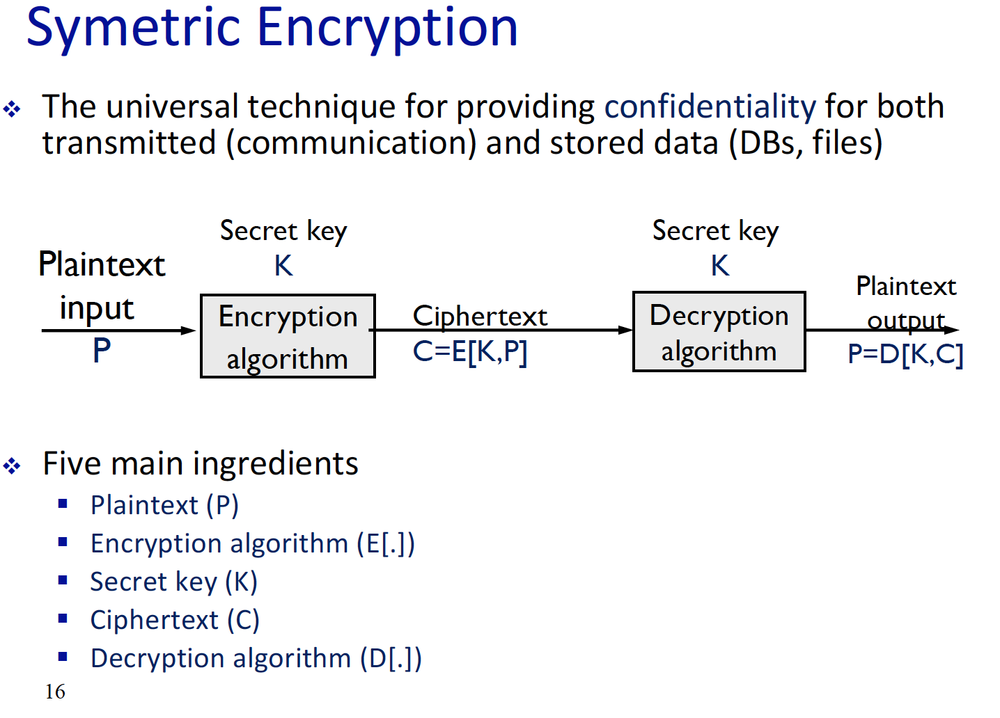 Symetric Encryption
The universal technique for providing confidentiality for both
transmitted (communication) and stored data (DBs, files)
Secret key
K
Secret key
K
Plaintext
input
P
Encryption
algorithm
Ciphertext
C=E[K,P]
Decryption
algorithm
Plaintext
output
P=D[K,C]
Five main ingredients
Plaintext (P)
Encryption algorithm (E[.])
Secret key (K)
Ciphertext (C)
Decryption algorithm (D[.])
16